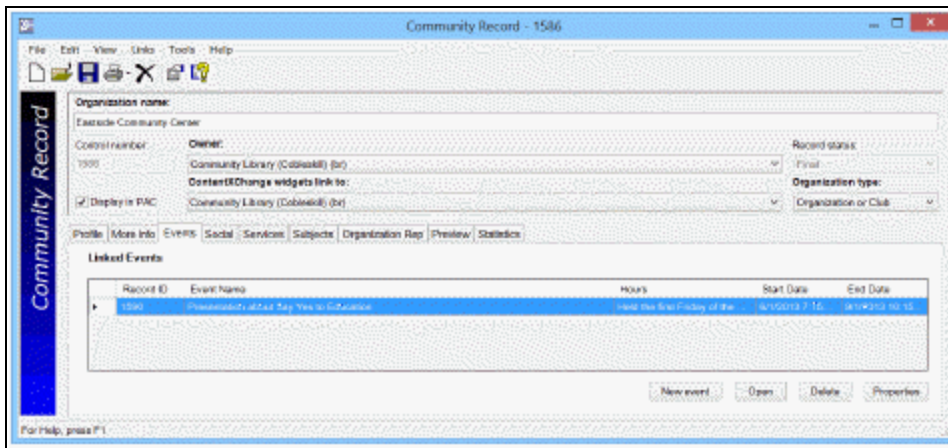 Community Record - 1586
File Edit View Links Tools Help
Community Record
Organization name:
Eastside Community Center
Control number: Owner: Record status:
1586 Community Library (Cobleskill) (br) Final
ContentXChange widgets link to: Organization type:
Display in PAC Community Library (Cobleskill) (br) Organization or Club
Profile More Info Events Social Services Subjects Organization Rep Preview Statistics
Linked Events
Record ID Event Name Hours Start Date End Date
1590 Presentation about Say Yes to Education Held the first Friday of the ... 10:15
New event Open Delete Properties
For Help, press F1